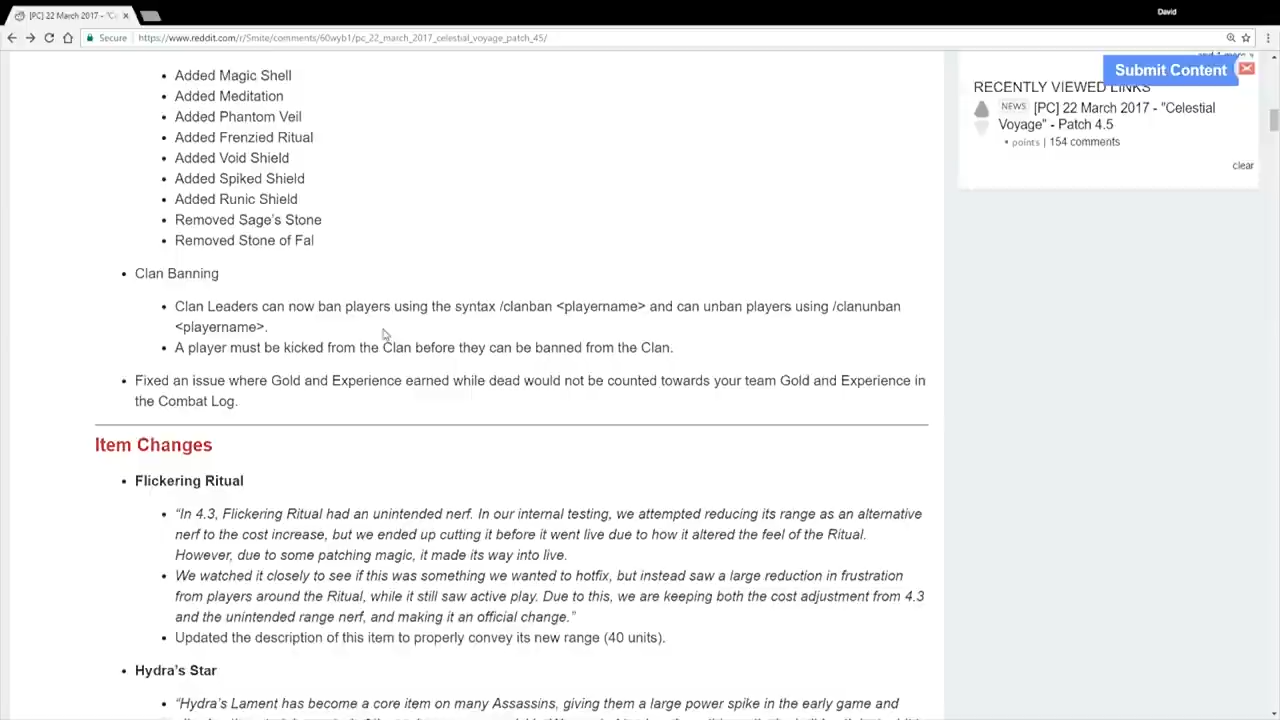 David
[PC] 22 March 2017 - "Ce
Secure
https://www.reddit.com/r/Smite/comments/60wyb1/pc_22_march_2017_celestial_voyage_patch_45/
Submit Content
RECENTLY VIEWED LINKS
NEWS [PC] 22 March 2017 - "Celestial
Voyage" - Patch 4.5
• points | 154 comments
clear
• Added Magic Shell
• Added Meditation
• Added Phantom Veil
• Added Frenzied Ritual
• Added Void Shield
• Added Spiked Shield
• Added Runic Shield
• Removed Sage's Stone
• Removed Stone of Fal
• Clan Banning
• Clan Leaders can now ban players using the syntax /clanban <playername> and can unban players using /clanunban
<playername>.
• A player must be kicked from the Clan before they can be banned from the Clan.
• Fixed an issue where Gold and Experience earned while dead would not be counted towards your team Gold and Experience in
the Combat Log.
Item Changes
• Flickering Ritual
• “In 4.3, Flickering Ritual had an unintended nerf. In our internal testing, we attempted reducing its range as an alternative
nerf to the cost increase, but we ended up cutting it before it went live due to how it altered the feel of the Ritual.
However, due to some patching magic, it made its way into live.
• We watched it closely to see if this was something we wanted to hotfix, but instead saw a large reduction in frustration
from players around the Ritual, while it still saw active play. Due to this, we are keeping both the cost adjustment from 4.3
and the unintended range nerf, and making it an official change.”
• Updated the description of this item to properly convey its new range (40 units).
• Hydra’s Star
• “Hydra’s Lament has become a core item on many Assassins, giving them a large power spike in the early game and